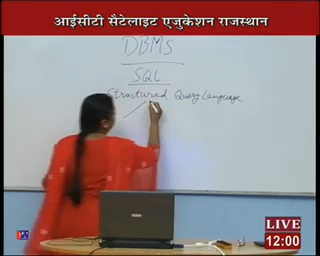 आईसीटी सैटेलाइट एजुकेशन राजस्थान
DBMS
SQL
Structured Query Language
LIVE
12:00